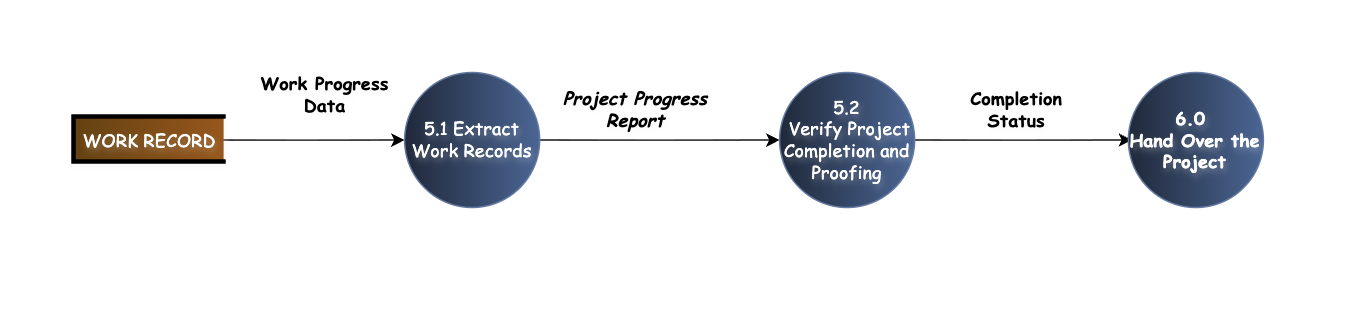 WORK RECORD
Work Progress
Data
5.1 Extract
Work Records
Project Progress
Report
5.2
Verify Project
Completion and
Proofing
Completion
Status
6.0
Hand Over the
Project